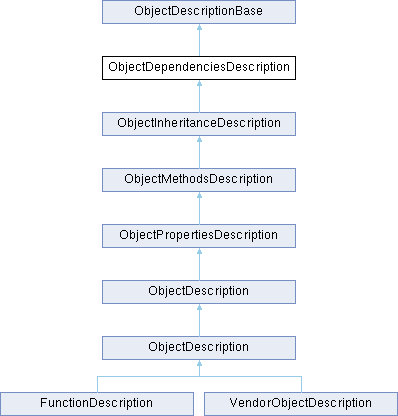 ObjectDescriptionBase
ObjectDependenciesDescription
ObjectInheritanceDescription
ObjectMethodsDescription
ObjectPropertiesDescription
ObjectDescription
ObjectDescription
FunctionDescription
VendorObjectDescription